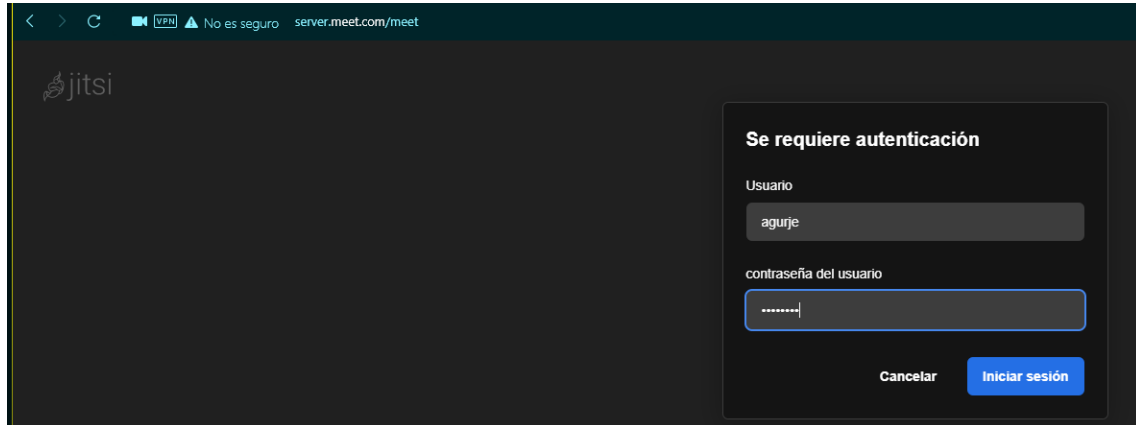 VPN No es seguro server.meet.com/meet
jitsi
Se requiere autenticación
Usuario
agurje
contraseña del usuario
••••••••
Cancelar Iniciar sesión